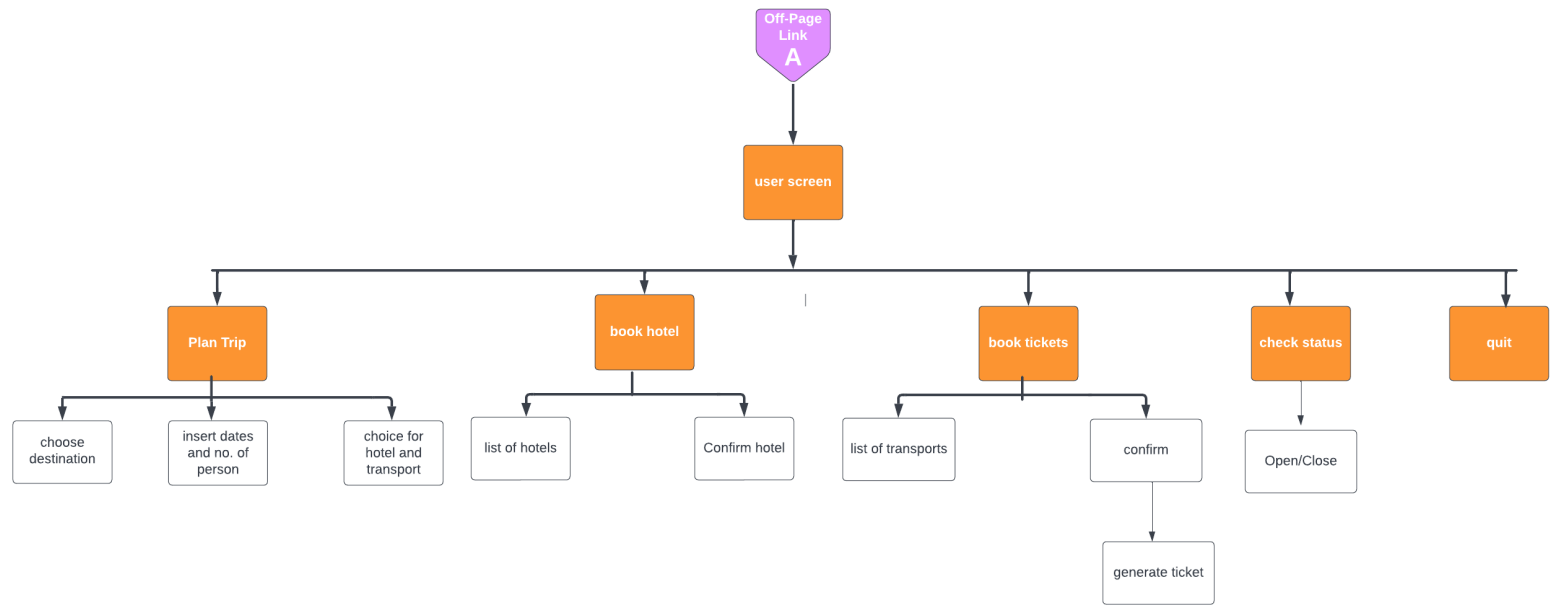 Off-Page
Link
A
user screen
Plan Trip
book hotel
book tickets
check status
quit
choose
destination
insert dates
and no. of
person
choice for
hotel and
transport
list of hotels
Confirm hotel
list of transports
confirm
Open/Close
generate ticket